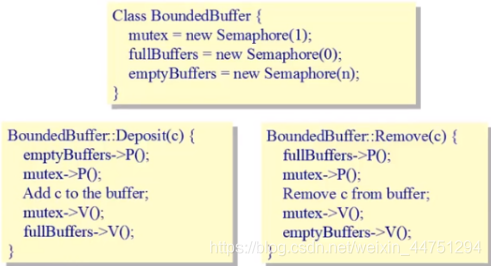 Class BoundedBuffer {
mutex = new Semaphore(1);
fullBuffers = new Semaphore(0);
emptyBuffers = new Semaphore(n);
}
BoundedBuffer::Deposit(c) {
emptyBuffers->P();
mutex->P();
Add c to the buffer;
mutex->V();
fullBuffers->V();
}
BoundedBuffer::Remove(c) {
fullBuffers->P();
mutex->P();
Remove c from buffer;
mutex->V();
emptyBuffers->V();
}
https://blog.csdn.net/weixin_44751294